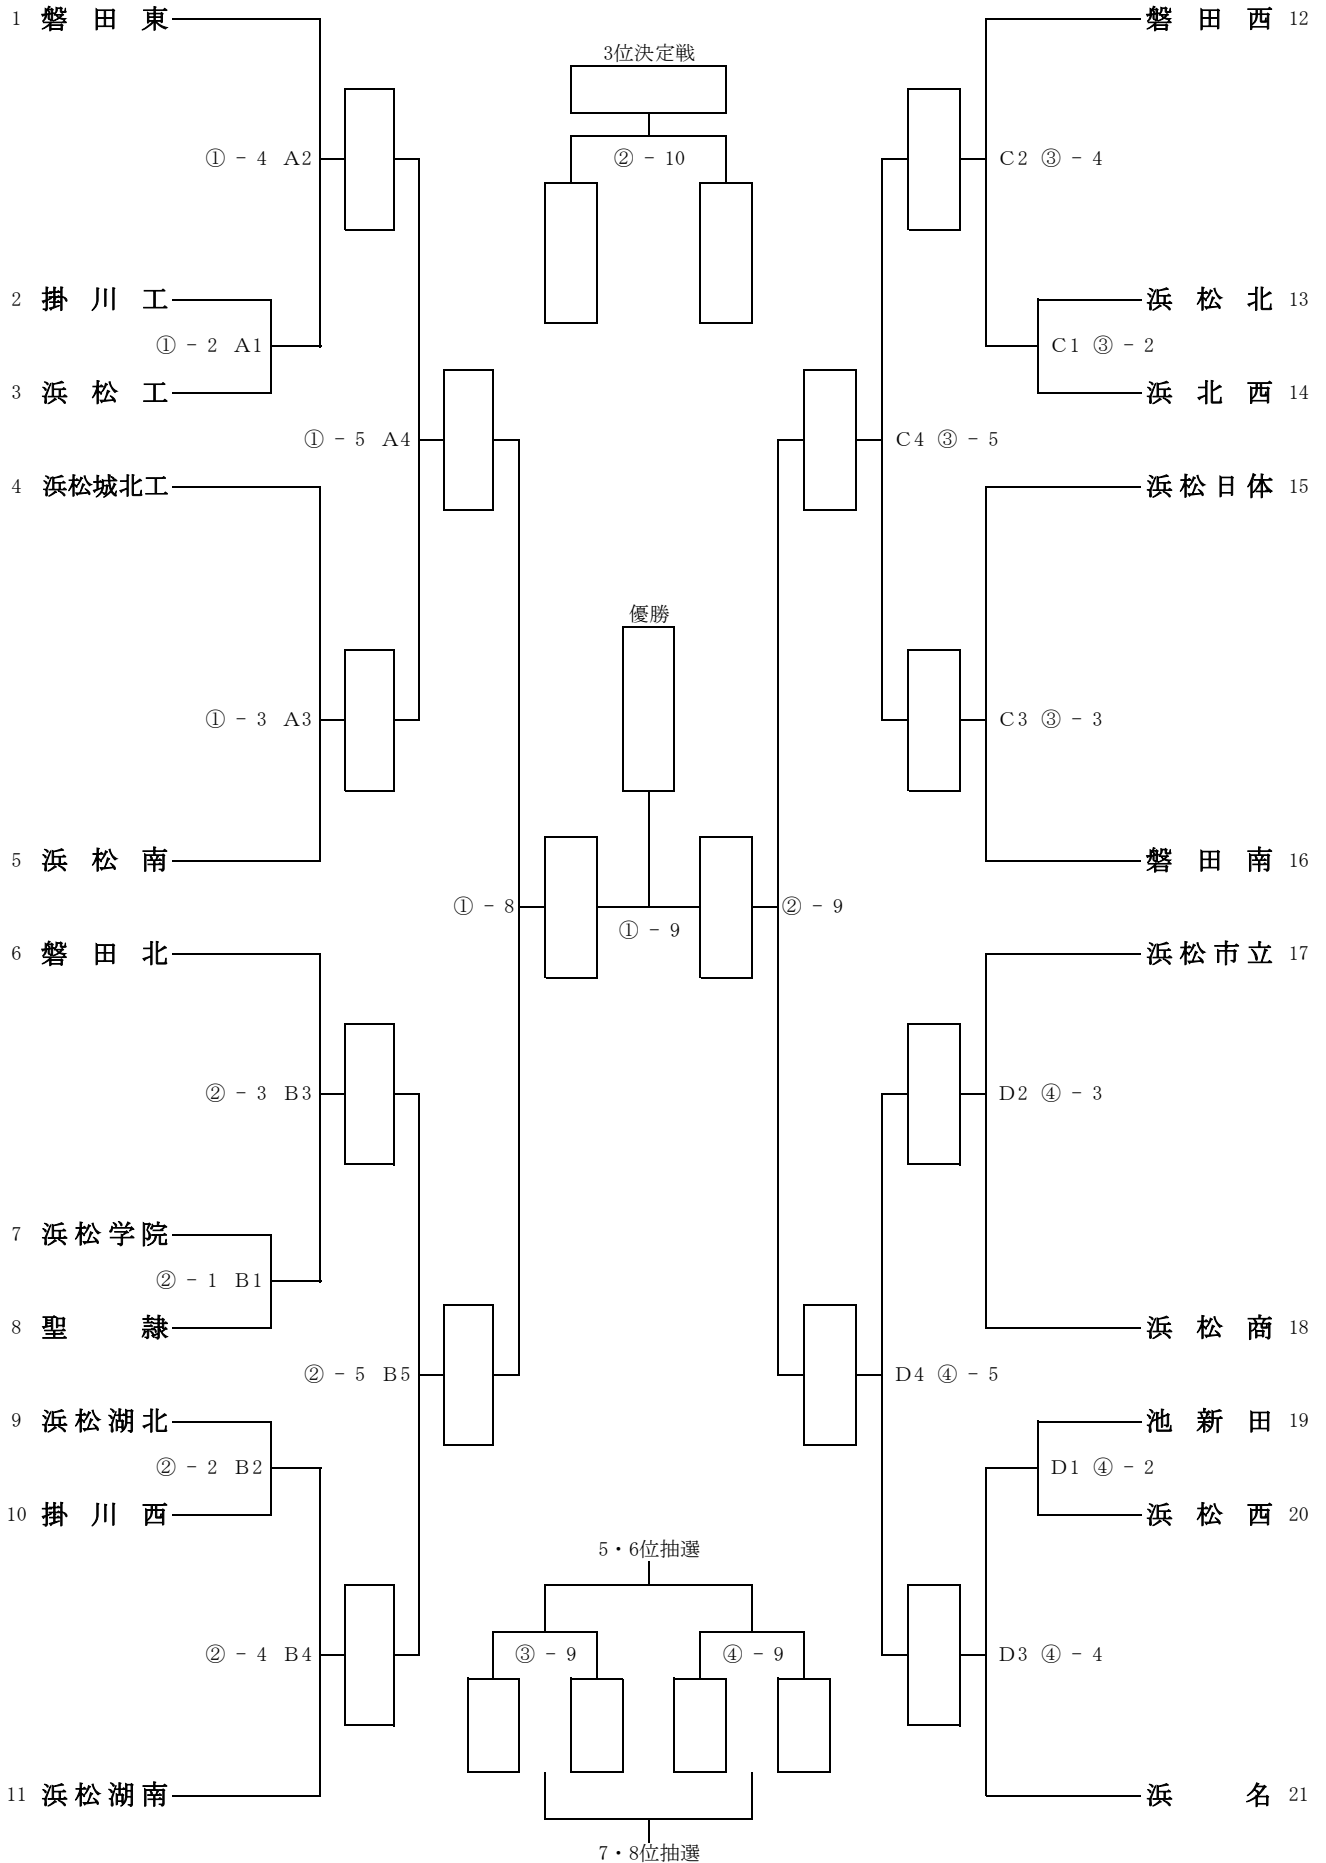 1 磐田東
磐田西 12
3位決定戦
① - 4 A2
② - 10
C2 ③ - 4
2 掛川工
浜松北 13
① - 2 A1
C1 ③ - 2
3 浜松工
浜北西 14
① - 5 A4
C4 ③ - 5
4 浜松城北工
浜松日体 15
優勝
① - 3 A3
C3 ③ - 3
5 浜松南
磐田南 16
① - 8
② - 9
① - 9
6 磐田北
浜松市立 17
② - 3 B3
D2 ④ - 3
7 浜松学院
② - 1 B1
8 聖隷
浜松商 18
② - 5 B5
D4 ④ - 5
9 浜松湖北
池新田 19
② - 2 B2
D1 ④ - 2
10 掛川西
浜松西 20
5・6位抽選
② - 4 B4
③ - 9
④ - 9
D3 ④ - 4
11 浜松湖南
浜名 21
7・8位抽選